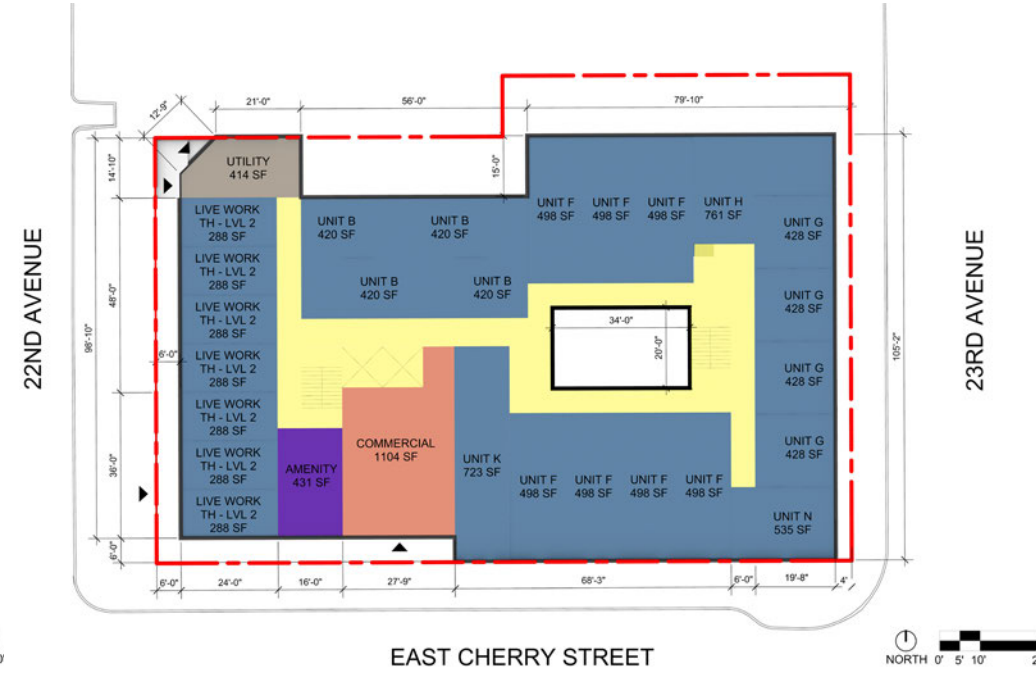 12'-9"
21'-0"
56'-0"
79'-10"
14'-10"
15'-0"
UTILITY
414 SF
LIVE WORK
TH - LVL 2
288 SF
LIVE WORK
TH - LVL 2
288 SF
LIVE WORK
TH - LVL 2
288 SF
LIVE WORK
TH - LVL 2
288 SF
LIVE WORK
TH - LVL 2
288 SF
LIVE WORK
TH - LVL 2
288 SF
LIVE WORK
TH - LVL 2
288 SF
UNIT B
420 SF
UNIT B
420 SF
UNIT B
420 SF
UNIT B
420 SF
UNIT F
498 SF
UNIT F
498 SF
UNIT F
498 SF
UNIT H
761 SF
UNIT G
428 SF
UNIT G
428 SF
UNIT G
428 SF
UNIT G
428 SF
22ND AVENUE
98'-10"
48'-0"
6'-0"
36'-0"
6'-0"
34'-0"
20'-0"
105'-2"
23RD AVENUE
AMENITY
431 SF
COMMERCIAL
1104 SF
UNIT K
723 SF
UNIT F
498 SF
UNIT F
498 SF
UNIT F
498 SF
UNIT F
498 SF
UNIT N
535 SF
6'-0"
24'-0"
16'-0"
27'-9"
68'-3"
6'-0"
19'-8"
4'
EAST CHERRY STREET
NORTH
0' 5' 10'